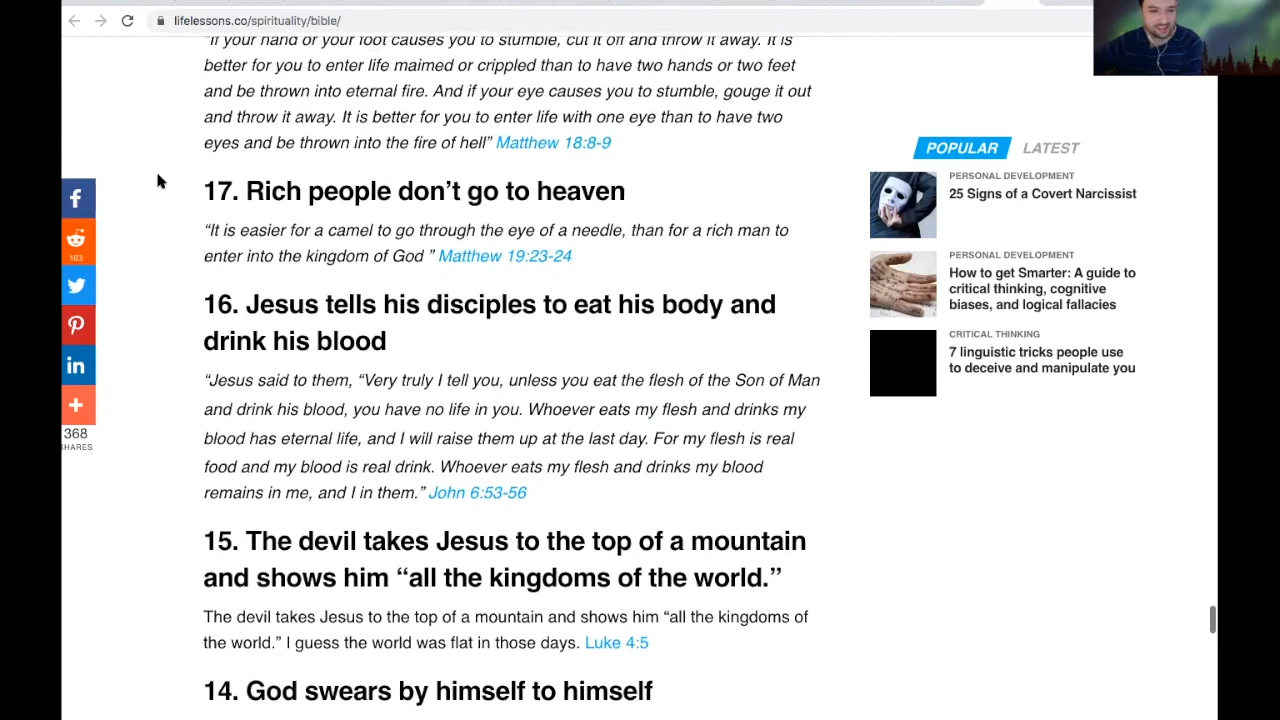 lifelessons.co/spirituality/bible/
"If your hand or your foot causes you to stumble, cut it off and throw it away. It is
better for you to enter life maimed or crippled than to have two hands or two feet
and be thrown into eternal fire. And if your eye causes you to stumble, gouge it out
and throw it away. It is better for you to enter life with one eye than to have two
eyes and be thrown into the fire of hell" Matthew 18:8-9
17. Rich people don't go to heaven
"It is easier for a camel to go through the eye of a needle, than for a rich man to
enter into the kingdom of God " Matthew 19:23-24
16. Jesus tells his disciples to eat his body and
drink his blood
"Jesus said to them, "Very truly I tell you, unless you eat the flesh of the Son of Man
and drink his blood, you have no life in you. Whoever eats my flesh and drinks my
blood has eternal life, and I will raise them up at the last day. For my flesh is real
food and my blood is real drink. Whoever eats my flesh and drinks my blood
remains in me, and I in them." John 6:53-56
15. The devil takes Jesus to the top of a mountain
and shows him "all the kingdoms of the world."
The devil takes Jesus to the top of a mountain and shows him "all the kingdoms of
the world." I guess the world was flat in those days. Luke 4:5
14. God swears by himself to himself
163
368
SHARES
POPULAR LATEST
PERSONAL DEVELOPMENT
25 Signs of a Covert Narcissist
PERSONAL DEVELOPMENT
How to get Smarter: A guide to
critical thinking, cognitive
biases, and logical fallacies
CRITICAL THINKING
7 linguistic tricks people use
to deceive and manipulate you